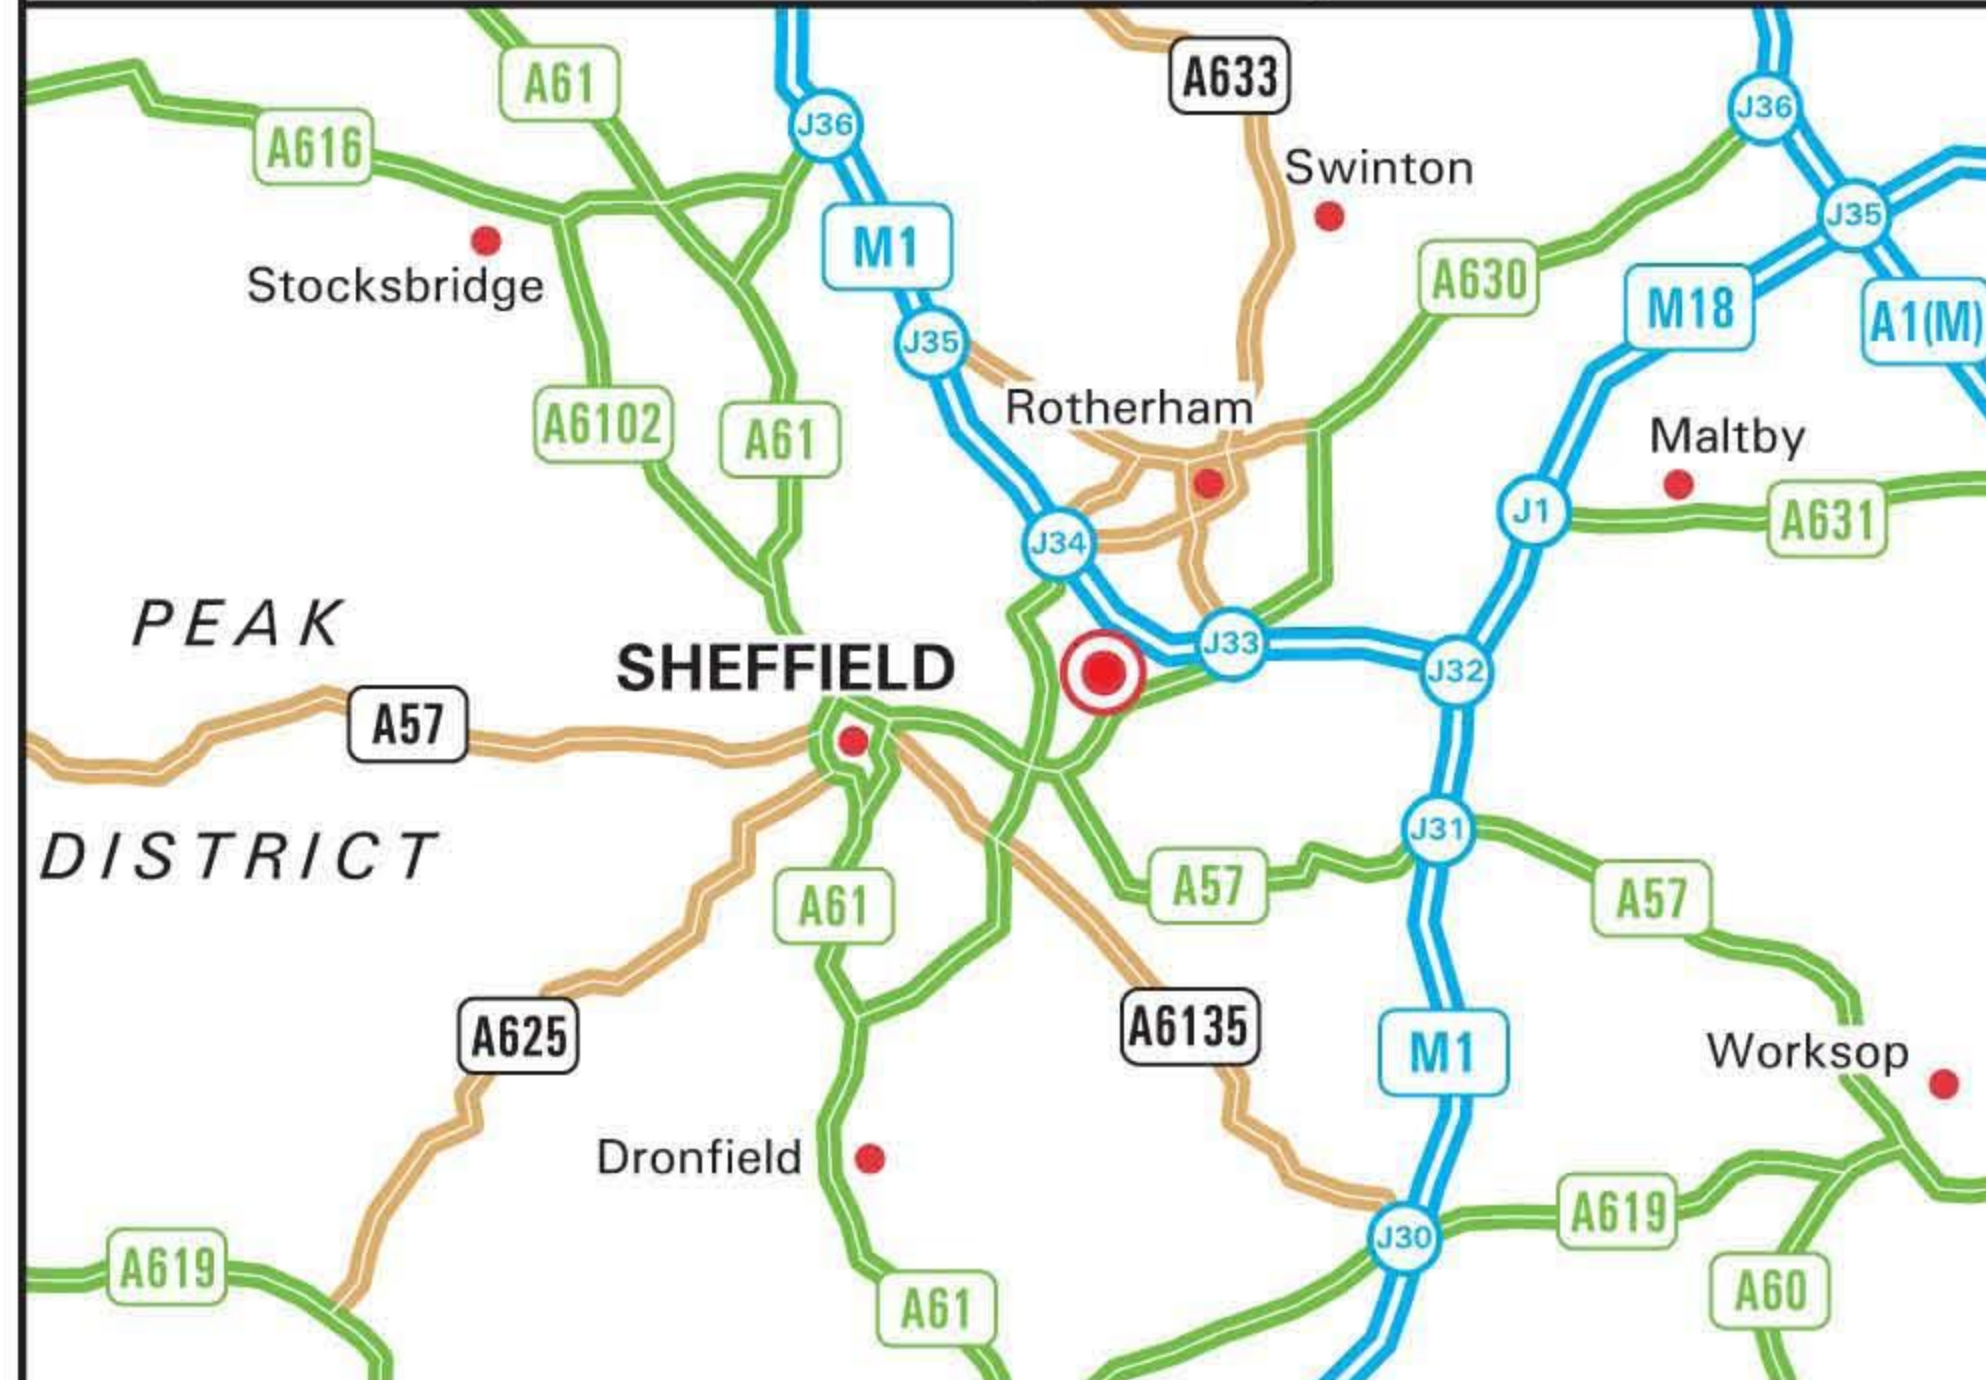 A61
A633
J36
J36
A616
Swinton
J35
M1
A630
Stocksbridge
M18
A1(M)
J35
Rotherham
A6102
A61
Maltby
J1
A631
J34
PEAK
J33
SHEFFIELD
J32
A57
J31
DISTRICT
A57
A57
A61
A625
A6135
M1
Worksop
Dronfield
A619
J30
A619
A60
A61